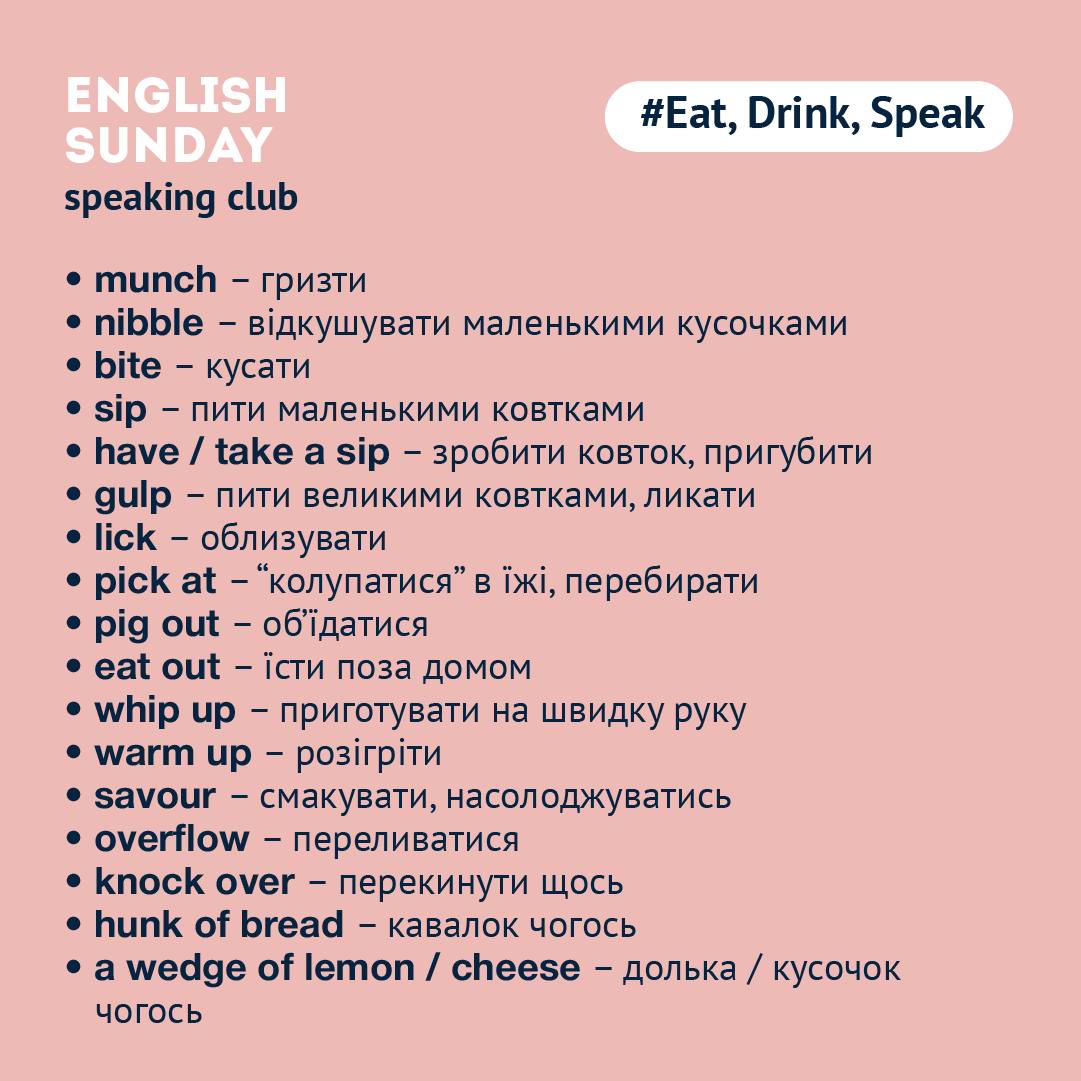 ENGLISH
SUNDAY
speaking club
#Eat, Drink, Speak
• munch – гризти
• nibble – відкушувати маленькими кусочками
• bite – кусати
• sip – пити маленькими ковтками
• have / take a sip – зробити ковток, пригубити
• gulp – пити великими ковтками, ликати
• lick – облизувати
• pick at – “колупатися” в їжі, перебирати
• pig out – об’їдатися
• eat out – їсти поза домом
• whip up – приготувати на швидку руку
• warm up – розігріти
• savour – смакувати, насолоджуватись
• overflow – переливатися
• knock over – перекинути щось
• hunk of bread – кавалок чогось
• a wedge of lemon / cheese – долька / кусочок
чогось